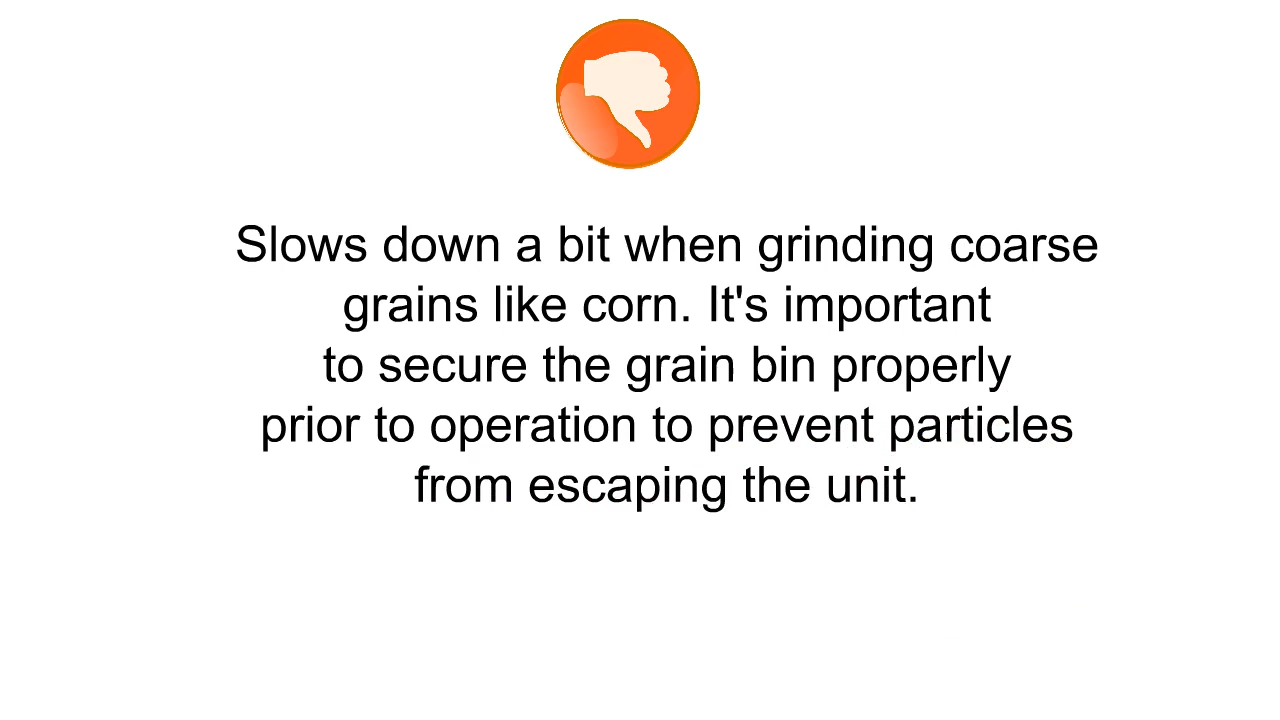 Slows down a bit when grinding coarse
grains like corn. It's important
to secure the grain bin properly
prior to operation to prevent particles
from escaping the unit.